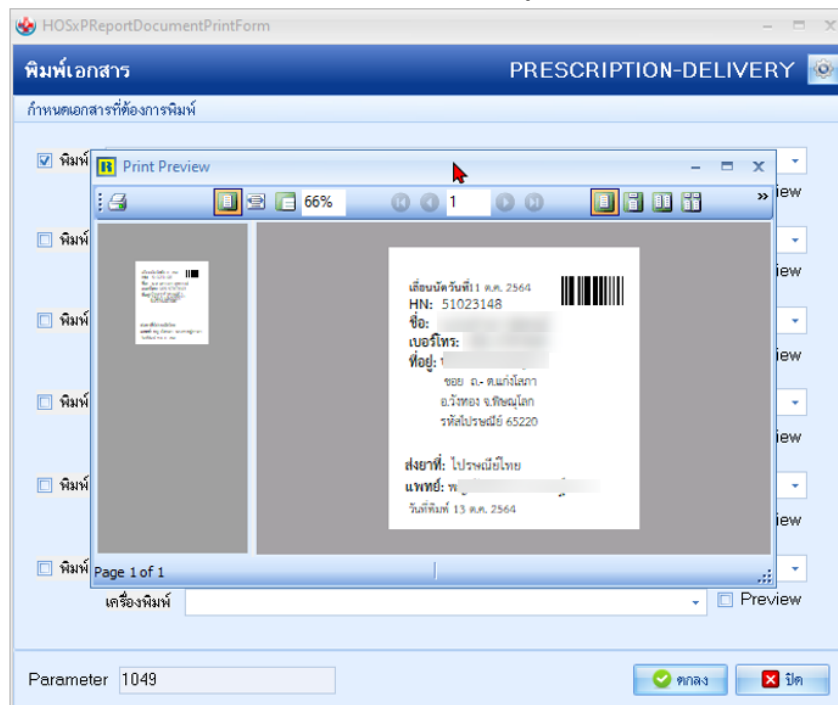 HOSxPReportDocumentPrintForm
พิมพ์เอกสาร
PRESCRIPTION-DELIVERY
กำหนดเอกสารที่ต้องการพิมพ์
พิมพ์
Print Preview
66%
1
iew
พิมพ์
iew
พิมพ์
iew
พิมพ์
iew
พิมพ์
iew
พิมพ์
เลื่อนนัดวันที่11 ต.ค. 2564
HN: 51023148
ชื่อ:
เบอร์โทร:
ที่อยู่:
ซอย ถ.- ต.แก่งโสภา
อ.วังทอง จ.พิษณุโลก
รหัสไปรษณีย์ 65220
ส่งยาที่: ไปรษณีย์ไทย
แพทย์:
วันที่พิมพ์ 13 ต.ค. 2564
Page 1 of 1
เครื่องพิมพ์
Preview
Parameter 1049
ตกลง
ปิด